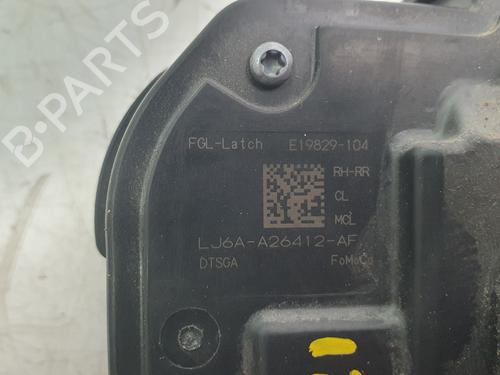 FGL-Latch E19829-104
RH-RR
CL
MCL
LJ6A-A26412-AF
DTSGA FoMoCo
B-PARTS